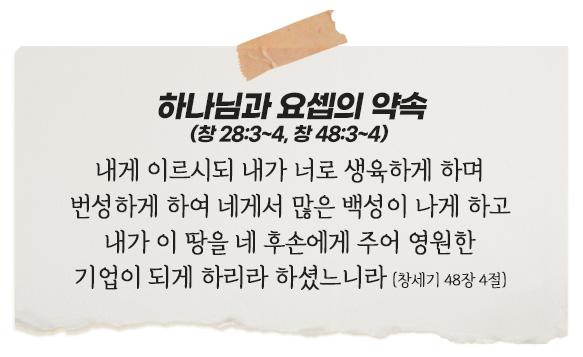 하나님과 요셉의 약속
(창 28:3~4, 창 48:3~4)
내게 이르시되 내가 너로 생육하게 하며
번성하게 하여 네게서 많은 백성이 나게 하고
내가 이 땅을 네 후손에게 주어 영원한
기업이 되게 하리라 하셨느니라 (창세기 48장 4절)